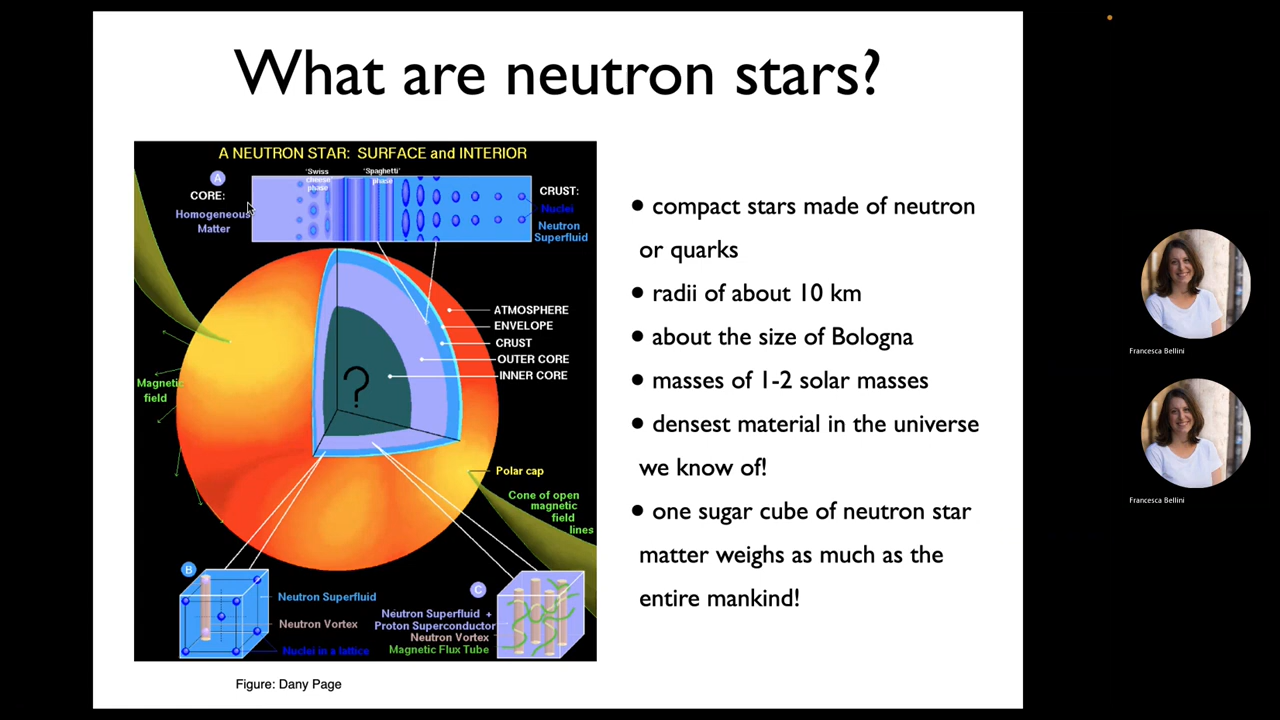 What are neutron stars?
A NEUTRON STAR: SURFACE and INTERIOR
A
CORE:
Homogeneous
Matter
'Swiss
cheese
phase
'Spaghetti'
phase
CRUST:
Nuclei
Neutron
Superfluid
ATMOSPHERE
ENVELOPE
CRUST
OUTER CORE
INNER CORE
?
Magnetic
field
Polar cap
Cone of open
magnetic
field
lines
B
Neutron Superfluid
Neutron Vortex
Nuclei in a lattice
C
Neutron Superfluid +
Proton Superconductor
Neutron Vortex
Magnetic Flux Tube
Figure: Dany Page
• compact stars made of neutron
or quarks
• radii of about 10 km
• about the size of Bologna
• masses of 1-2 solar masses
• densest material in the universe
we know of!
• one sugar cube of neutron star
matter weighs as much as the
entire mankind!
Francesca Bellini
Francesca Bellini